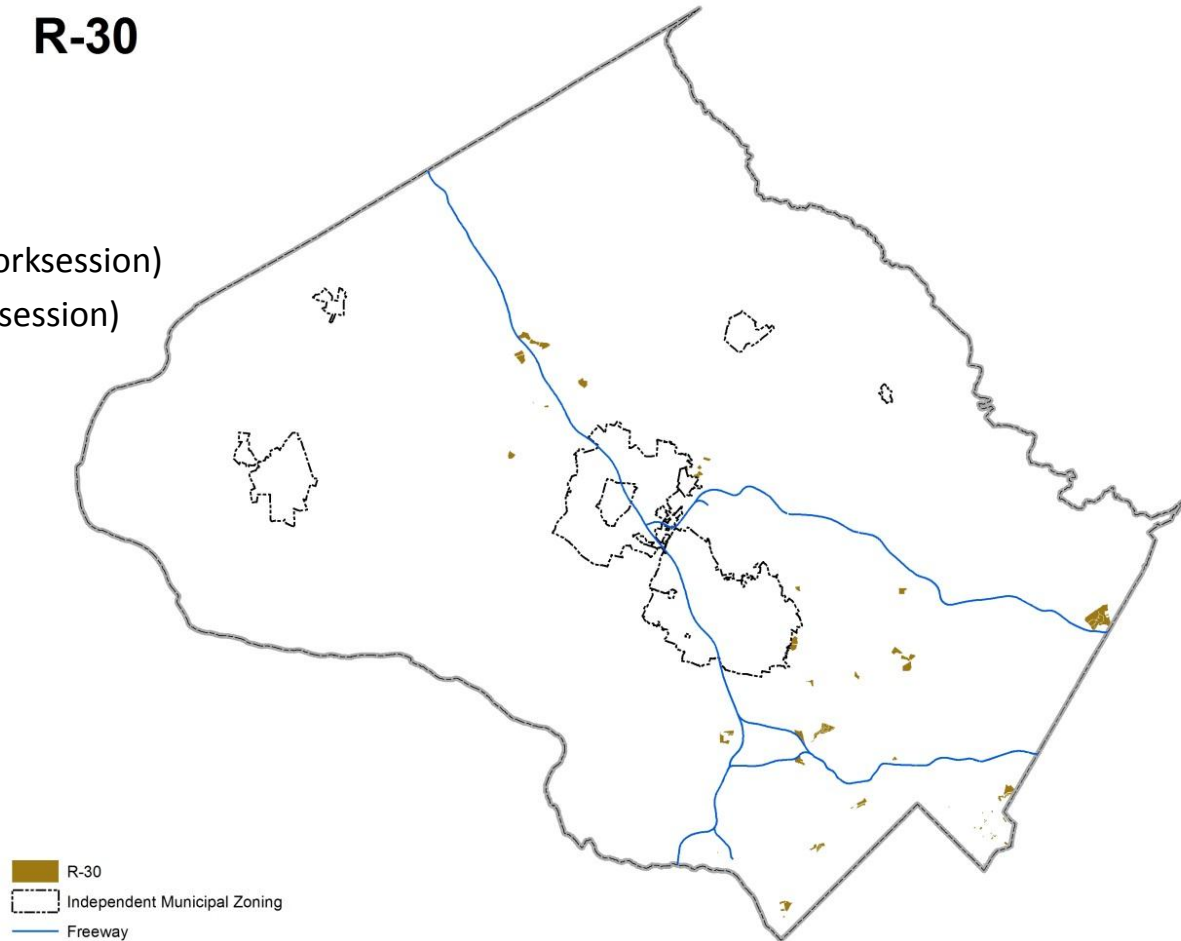 R-30
orksession)
session)
R-30
Independent Municipal Zoning
Freeway